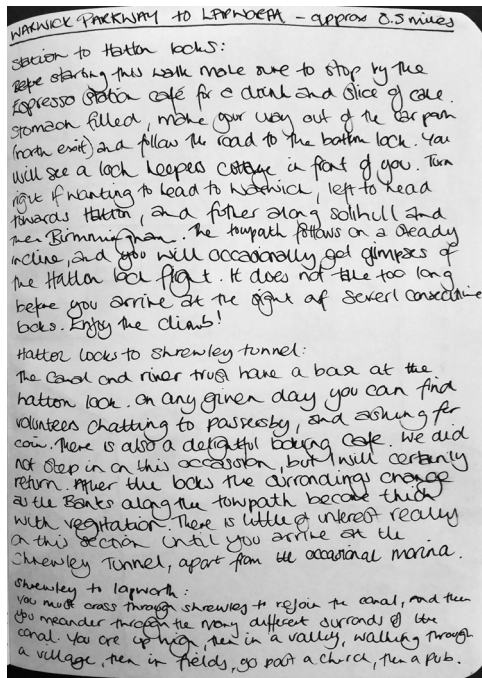 WARWICK PARKWAY TO LAPWORTH - approx 8.5 miles
Station to Hatton locks:
Before starting this walk make sure to stop by the
Espresso Station café for a drink and slice of cake.
Stomach filled, make your way out of the car park
(north exit) and follow the road to the bottom lock. You
will see a lock keepers cottage in front of you. Turn
right if wanting to head to Warwick, left to head
towards Hatton, and futher along solihull and
then Birmmingham. The towpath follows on a steady
incline, and you will occasionally get glimpses of
the Hatton lock flight. It does not take too long
before you arrive at the sight of severl consecutive
locks. Enjoy the climb!
Hatton locks to Shrewley tunnel:
The Canal and river trust have a base at the
hatton lock. On any given day you can find
volunteers chatting to passersby, and asking for
coin. There is also a delightful looking cafe. We did
not step in on this occassion, but I will certainly
return. After the locks the surrondings change
as the Banks along the towpath become thick
with vegitation. There is little of interest really
on this section until you arrive at the
Shrewley Tunnel, apart from the occasional marina.
Shrewley to lapworth:
you must cross through shrewley to rejoin the canal, and then
you meander through the many different surronds of the
canal. You are up high, then in a valley, walking through
a village, then in fields, go past a church, then a pub.